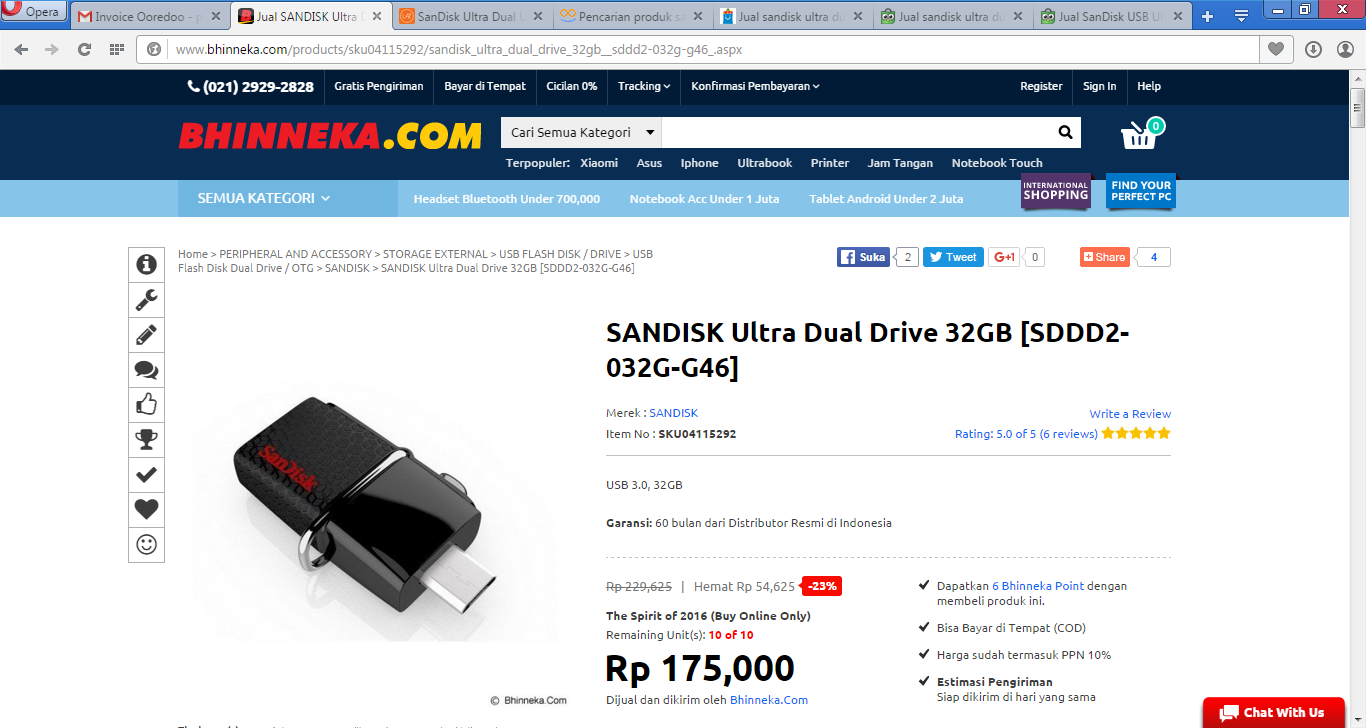 Opera
Invoice Ooredoo - p
Jual SANDISK Ultra
SanDisk Ultra Dual
Pencarian produk sa
Jual sandisk ultra du
Jual sandisk ultra du
Jual SanDisk USB
www.bhinneka.com/products/sku04115292/sandisk_ultra_dual_drive_32gb__sddd2-032g-g46_.aspx
(021) 2929-2828
Gratis Pengiriman
Bayar di Tempat
Cicilan 0%
Tracking
Konfirmasi Pembayaran
Register
Sign In
Help
BHINNEKA.COM
Cari Semua Kategori
0
Terpopuler: Xiaomi Asus Iphone Ultrabook Printer Jam Tangan Notebook Touch
SEMUA KATEGORI
Headset Bluetooth Under 700,000
Notebook Acc Under 1 Juta
Tablet Android Under 2 Juta
INTERNATIONAL
SHOPPING
FIND YOUR
PERFECT PC
Home > PERIPHERAL AND ACCESSORY > STORAGE EXTERNAL > USB FLASH DISK / DRIVE > USB
Flash Disk Dual Drive / OTG > SANDISK > SANDISK Ultra Dual Drive 32GB [SDDD2-032G-G46]
Suka 2
Tweet
G+1 0
Share 4
SanDisk
© Bhinneka.Com
SANDISK Ultra Dual Drive 32GB [SDDD2-
032G-G46]
Merek : SANDISK
Write a Review
Item No : SKU04115292
Rating: 5.0 of 5 (6 reviews)
USB 3.0, 32GB
Garansi: 60 bulan dari Distributor Resmi di Indonesia
Rp 229,625 | Hemat Rp 54,625 -23%
The Spirit of 2016 (Buy Online Only)
Remaining Unit(s): 10 of 10
Rp 175,000
Dijual dan dikirim oleh Bhinneka.Com
Dapatkan 6 Bhinneka Point dengan
membeli produk ini.
Bisa Bayar di Tempat (COD)
Harga sudah termasuk PPN 10%
Estimasi Pengiriman
Siap dikirim di hari yang sama
Chat With Us